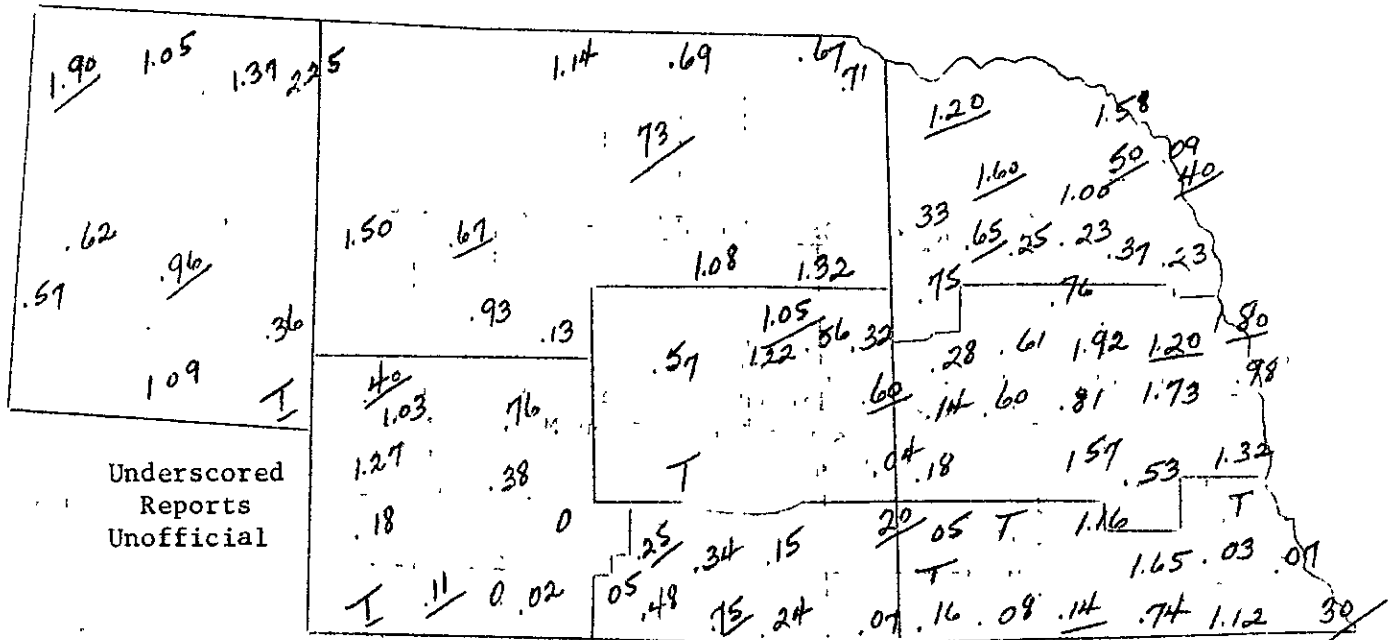 1.90 1.05 1.37 2.25 1.14 .69 .67
.71
1.20 1.58
.73 .50 .09
1.60 1.00 .40
.33
.62 1.50 .67 .65 .25 .23 .37 .23
.57 .96 1.08 1.32 .75 .76
.36 .93 .13 1.05 1.80
.57 1.22 .56 .32 .28 .61 1.92 1.20
1.09 T .40 .98
1.03 .76 .60 .14 .60 .81 1.73
1.27 .38 T .04 .18 1.57 .53 1.32
Underscored
Reports
Unofficial
.18 0 .20 .05 T 1.16 T
.25 .34 .15 T 1.65 .03 .07
T .11 0 .02 .05 .48 .75 .24 .07 .16 .08 .14 .74 1.12 .30